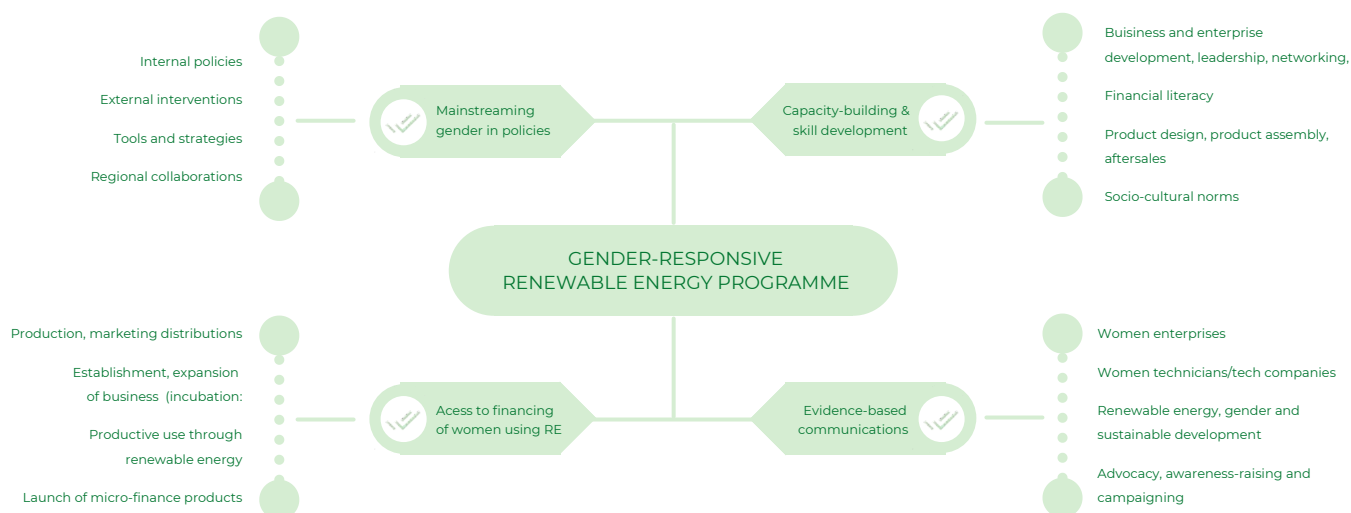 Internal policies
External interventions
Tools and strategies
Regional collaborations
Mainstreaming
gender in policies
Capacity-building &
skill development
Buisiness and enterprise
development, leadership, networking,
Financial literacy
Product design, product assembly,
aftersales
Socio-cultural norms
GENDER-RESPONSIVE
RENEWABLE ENERGY PROGRAMME
Production, marketing distributions
Establishment, expansion
of business (incubation:
Productive use through
renewable energy
Launch of micro-finance products
Acess to financing
of women using RE
Evidence-based
communications
Women enterprises
Women technicians/tech companies
Renewable energy, gender and
sustainable development
Advocacy, awareness-raising and
campaigning